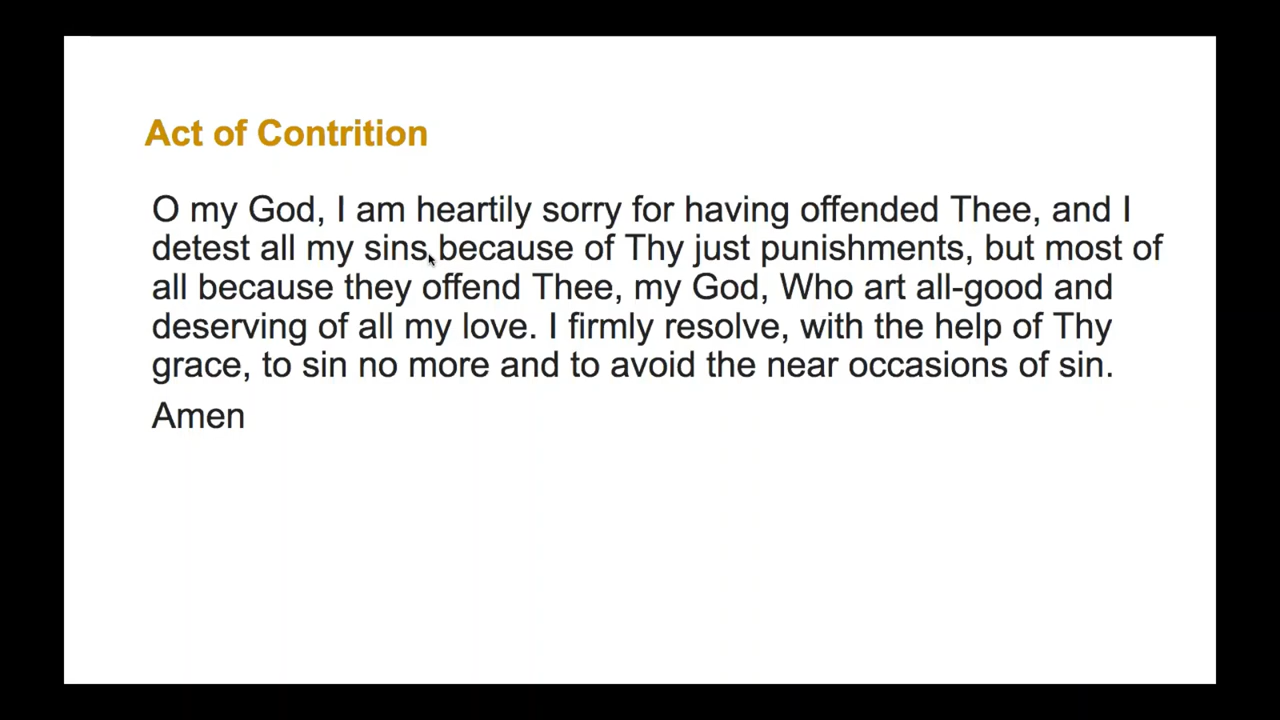 Act of Contrition
O my God, I am heartily sorry for having offended Thee, and I
detest all my sins because of Thy just punishments, but most of
all because they offend Thee, my God, Who art all-good and
deserving of all my love. I firmly resolve, with the help of Thy
grace, to sin no more and to avoid the near occasions of sin.
Amen